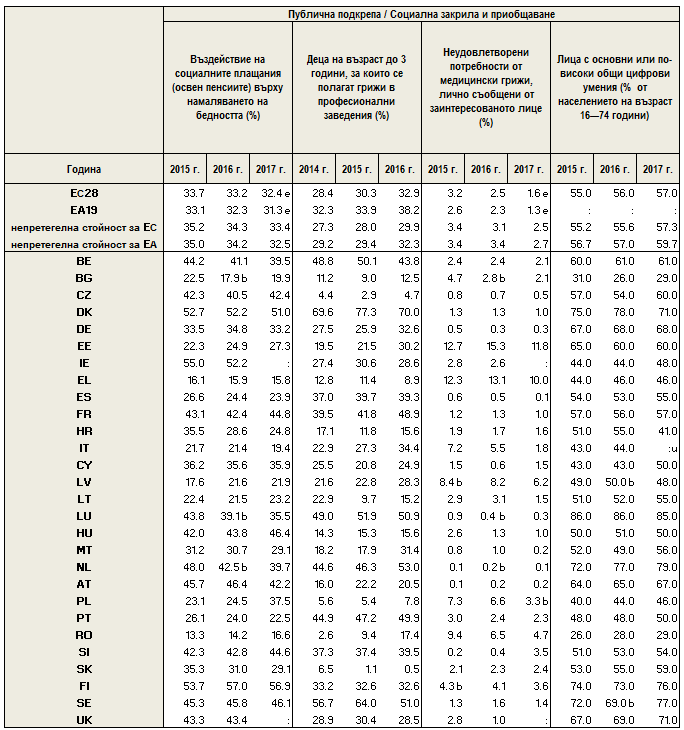 Публична подкрепа / Социална закрила и приобщаване
Въздействие на социалните плащания (освен пенсиите) върху намаляването на бедността (%)
Деца на възраст до 3 години, за които се полагат грижи в професионални заведения (%)
Неудовлетворени потребности от медицински грижи, лично съобщени от заинтересованото лице (%)
Лица с основни или по-високи общи цифрови умения (% от населението на възраст 16—74 години)
Година 2015 г. 2016 г. 2017 г. 2014 г. 2015 г. 2016 г. 2015 г. 2016 г. 2017 г. 2015 г. 2016 г. 2017 г.
ЕС28 33.7 33.2 32.4 e 28.4 30.3 32.9 3.2 2.5 1.6 e 55.0 56.0 57.0
EA19 33.1 32.3 31.3 e 32.3 33.9 38.2 2.6 2.3 1.3 e : : :
непретегелна стойност за ЕС 35.2 34.3 33.4 27.3 28.0 29.9 3.4 3.1 2.5 55.2 55.6 57.3
непретегелна стойност за ЕА 35.0 34.2 32.5 29.2 29.4 32.3 3.4 3.4 2.7 56.7 57.0 59.7
BE 44.2 41.1 39.5 48.8 50.1 43.8 2.4 2.4 2.1 60.0 61.0 61.0
BG 22.5 17.9 b 19.9 11.2 9.0 12.5 4.7 2.8 b 2.1 31.0 26.0 29.0
CZ 42.3 40.5 42.4 4.4 2.9 4.7 0.8 0.7 0.5 57.0 54.0 60.0
DK 52.7 52.2 51.0 69.6 77.3 70.0 1.3 1.3 1.0 75.0 78.0 71.0
DE 33.5 34.8 33.2 27.5 25.9 32.6 0.5 0.3 0.3 67.0 68.0 68.0
EE 22.3 24.9 27.3 19.5 21.5 30.2 12.7 15.3 11.8 65.0 60.0 60.0
IE 55.0 52.2 : 27.4 30.6 28.6 2.8 2.6 : 44.0 44.0 48.0
EL 16.1 15.9 15.8 12.8 11.4 8.9 12.3 13.1 10.0 44.0 46.0 46.0
ES 26.6 24.4 23.9 37.0 39.7 39.3 0.6 0.5 0.1 54.0 53.0 55.0
FR 43.1 42.4 44.8 39.5 41.8 48.9 1.2 1.3 1.0 57.0 56.0 57.0
HR 35.5 28.6 24.8 17.1 11.8 15.6 1.9 1.7 1.6 51.0 55.0 41.0
IT 21.7 21.4 19.4 22.9 27.3 34.4 7.2 5.5 1.8 43.0 44.0 :u
CY 36.2 35.6 35.9 25.5 20.8 24.9 1.5 0.6 1.5 43.0 43.0 50.0
LV 17.6 21.6 21.9 21.6 22.8 28.3 8.4 b 8.2 6.2 49.0 50.0 b 48.0
LT 22.4 21.5 23.2 22.9 9.7 15.2 2.9 3.1 1.5 51.0 52.0 55.0
LU 43.8 39.1 b 35.5 49.0 51.9 50.9 0.9 0.4 b 0.3 86.0 86.0 85.0
HU 42.0 43.8 46.4 14.3 15.3 15.6 2.6 1.3 1.0 50.0 51.0 50.0
MT 31.2 30.7 29.1 18.2 17.9 31.4 0.8 1.0 0.2 52.0 49.0 56.0
NL 48.0 42.5 b 39.7 44.6 46.3 53.0 0.1 0.2 b 0.1 72.0 77.0 79.0
AT 45.7 46.4 42.2 16.0 22.2 20.5 0.1 0.2 0.2 64.0 65.0 67.0
PL 23.1 24.5 37.5 5.6 5.4 7.8 7.3 6.6 3.3 b 40.0 44.0 46.0
PT 26.1 24.0 22.5 44.9 47.2 49.9 3.0 2.4 2.3 48.0 48.0 50.0
RO 13.3 14.2 16.6 2.6 9.4 17.4 9.4 6.5 4.7 26.0 28.0 29.0
SI 42.3 42.8 44.6 37.3 37.4 39.5 0.2 0.4 3.5 51.0 53.0 54.0
SK 35.3 31.0 29.1 6.5 1.1 0.5 2.1 2.3 2.4 53.0 55.0 59.0
FI 53.7 57.0 56.9 33.2 32.6 32.6 4.3 b 4.1 3.6 74.0 73.0 76.0
SE 45.3 45.8 46.1 56.7 64.0 51.0 1.3 1.6 1.4 72.0 69.0 b 77.0
UK 43.3 43.4 : 28.9 30.4 28.5 2.8 1.0 : 67.0 69.0 71.0